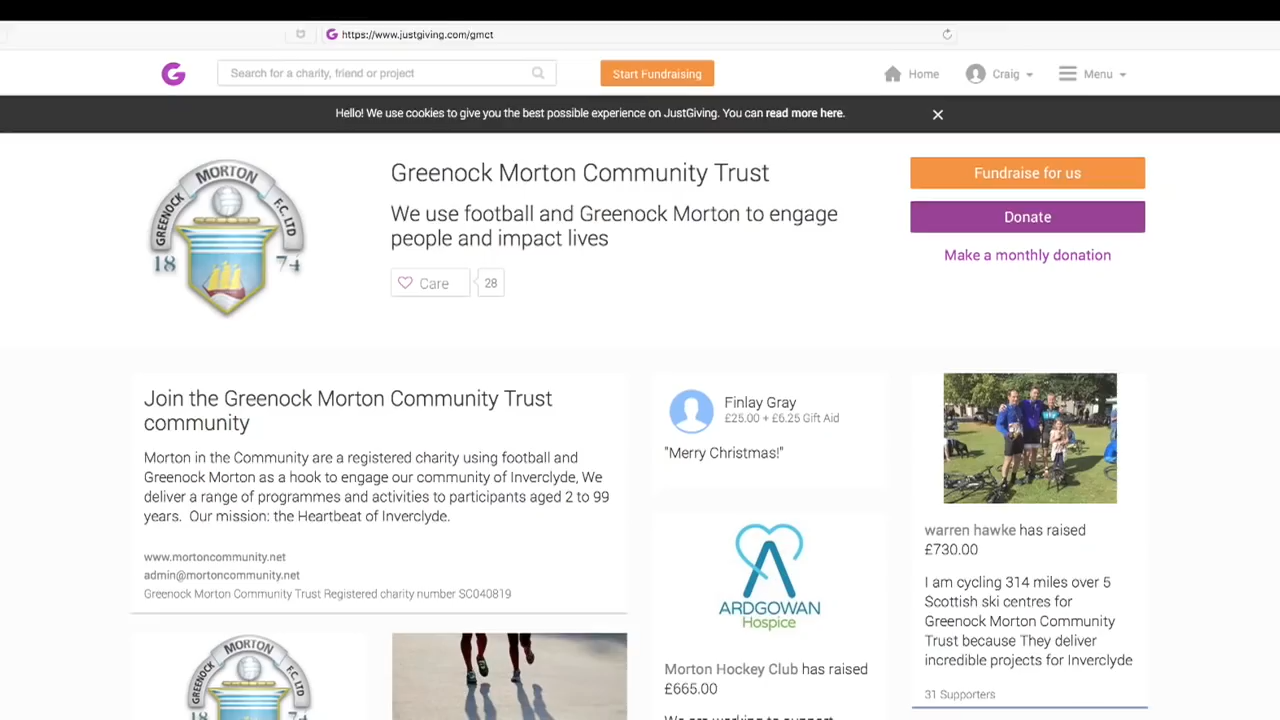 https://www.justgiving.com/gmct
Search for a charity, friend or project
Start Fundraising
Home
Craig
Menu
Hello! We use cookies to give you the best possible experience on JustGiving. You can read more here.
GREENOCK MORTON F.C. LTD
18 74
Greenock Morton Community Trust
We use football and Greenock Morton to engage
people and impact lives
Care
28
Fundraise for us
Donate
Make a monthly donation
Join the Greenock Morton Community Trust
community
Morton in the Community are a registered charity using football and
Greenock Morton as a hook to engage our community of Inverclyde, We
deliver a range of programmes and activities to participants aged 2 to 99
years. Our mission: the Heartbeat of Inverclyde.
www.mortoncommunity.net
admin@mortoncommunity.net
Greenock Morton Community Trust Registered charity number SC040819
GREENOCK MORTON F.C. LTD
18 74
Finlay Gray
£25.00 + £6.25 Gift Aid
"Merry Christmas!"
ARDGOWAN
Hospice
Morton Hockey Club has raised
£665.00
We are working to support
warren hawke has raised
£730.00
I am cycling 314 miles over 5
Scottish ski centres for
Greenock Morton Community
Trust because They deliver
incredible projects for Inverclyde
31 Supporters